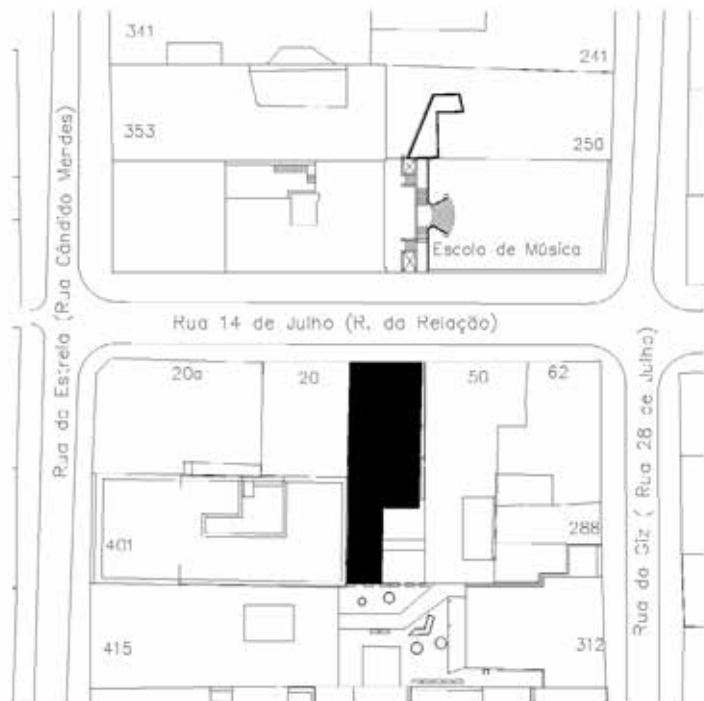 341
241
353
250
Escola de Música
Rua 14 de Julho (R. da Relação)
Rua da Estrela (Rua Cândido Mendes)
20a
20
50
62
Rua do Giz ( Rua 28 de Julho)
401
288
415
312